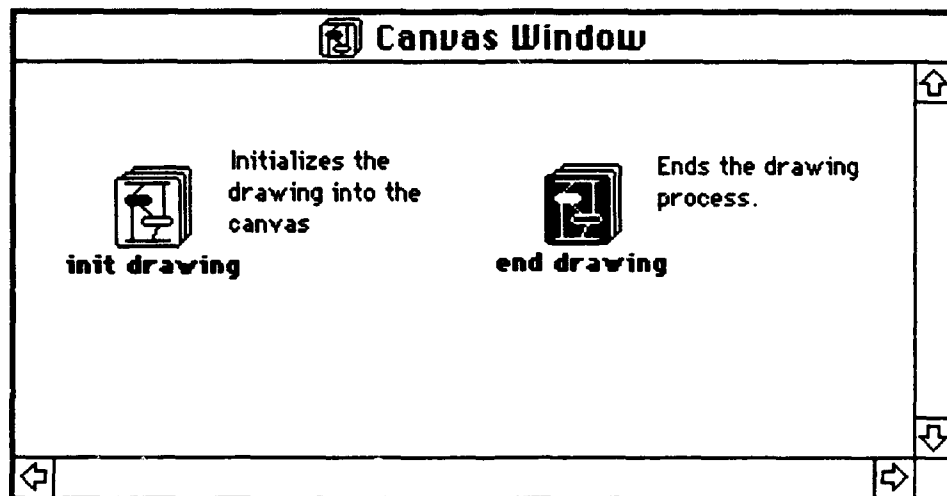 Canvas Window
Initializes the
drawing into the
canvas
init drawing
Ends the drawing
process.
end drawing